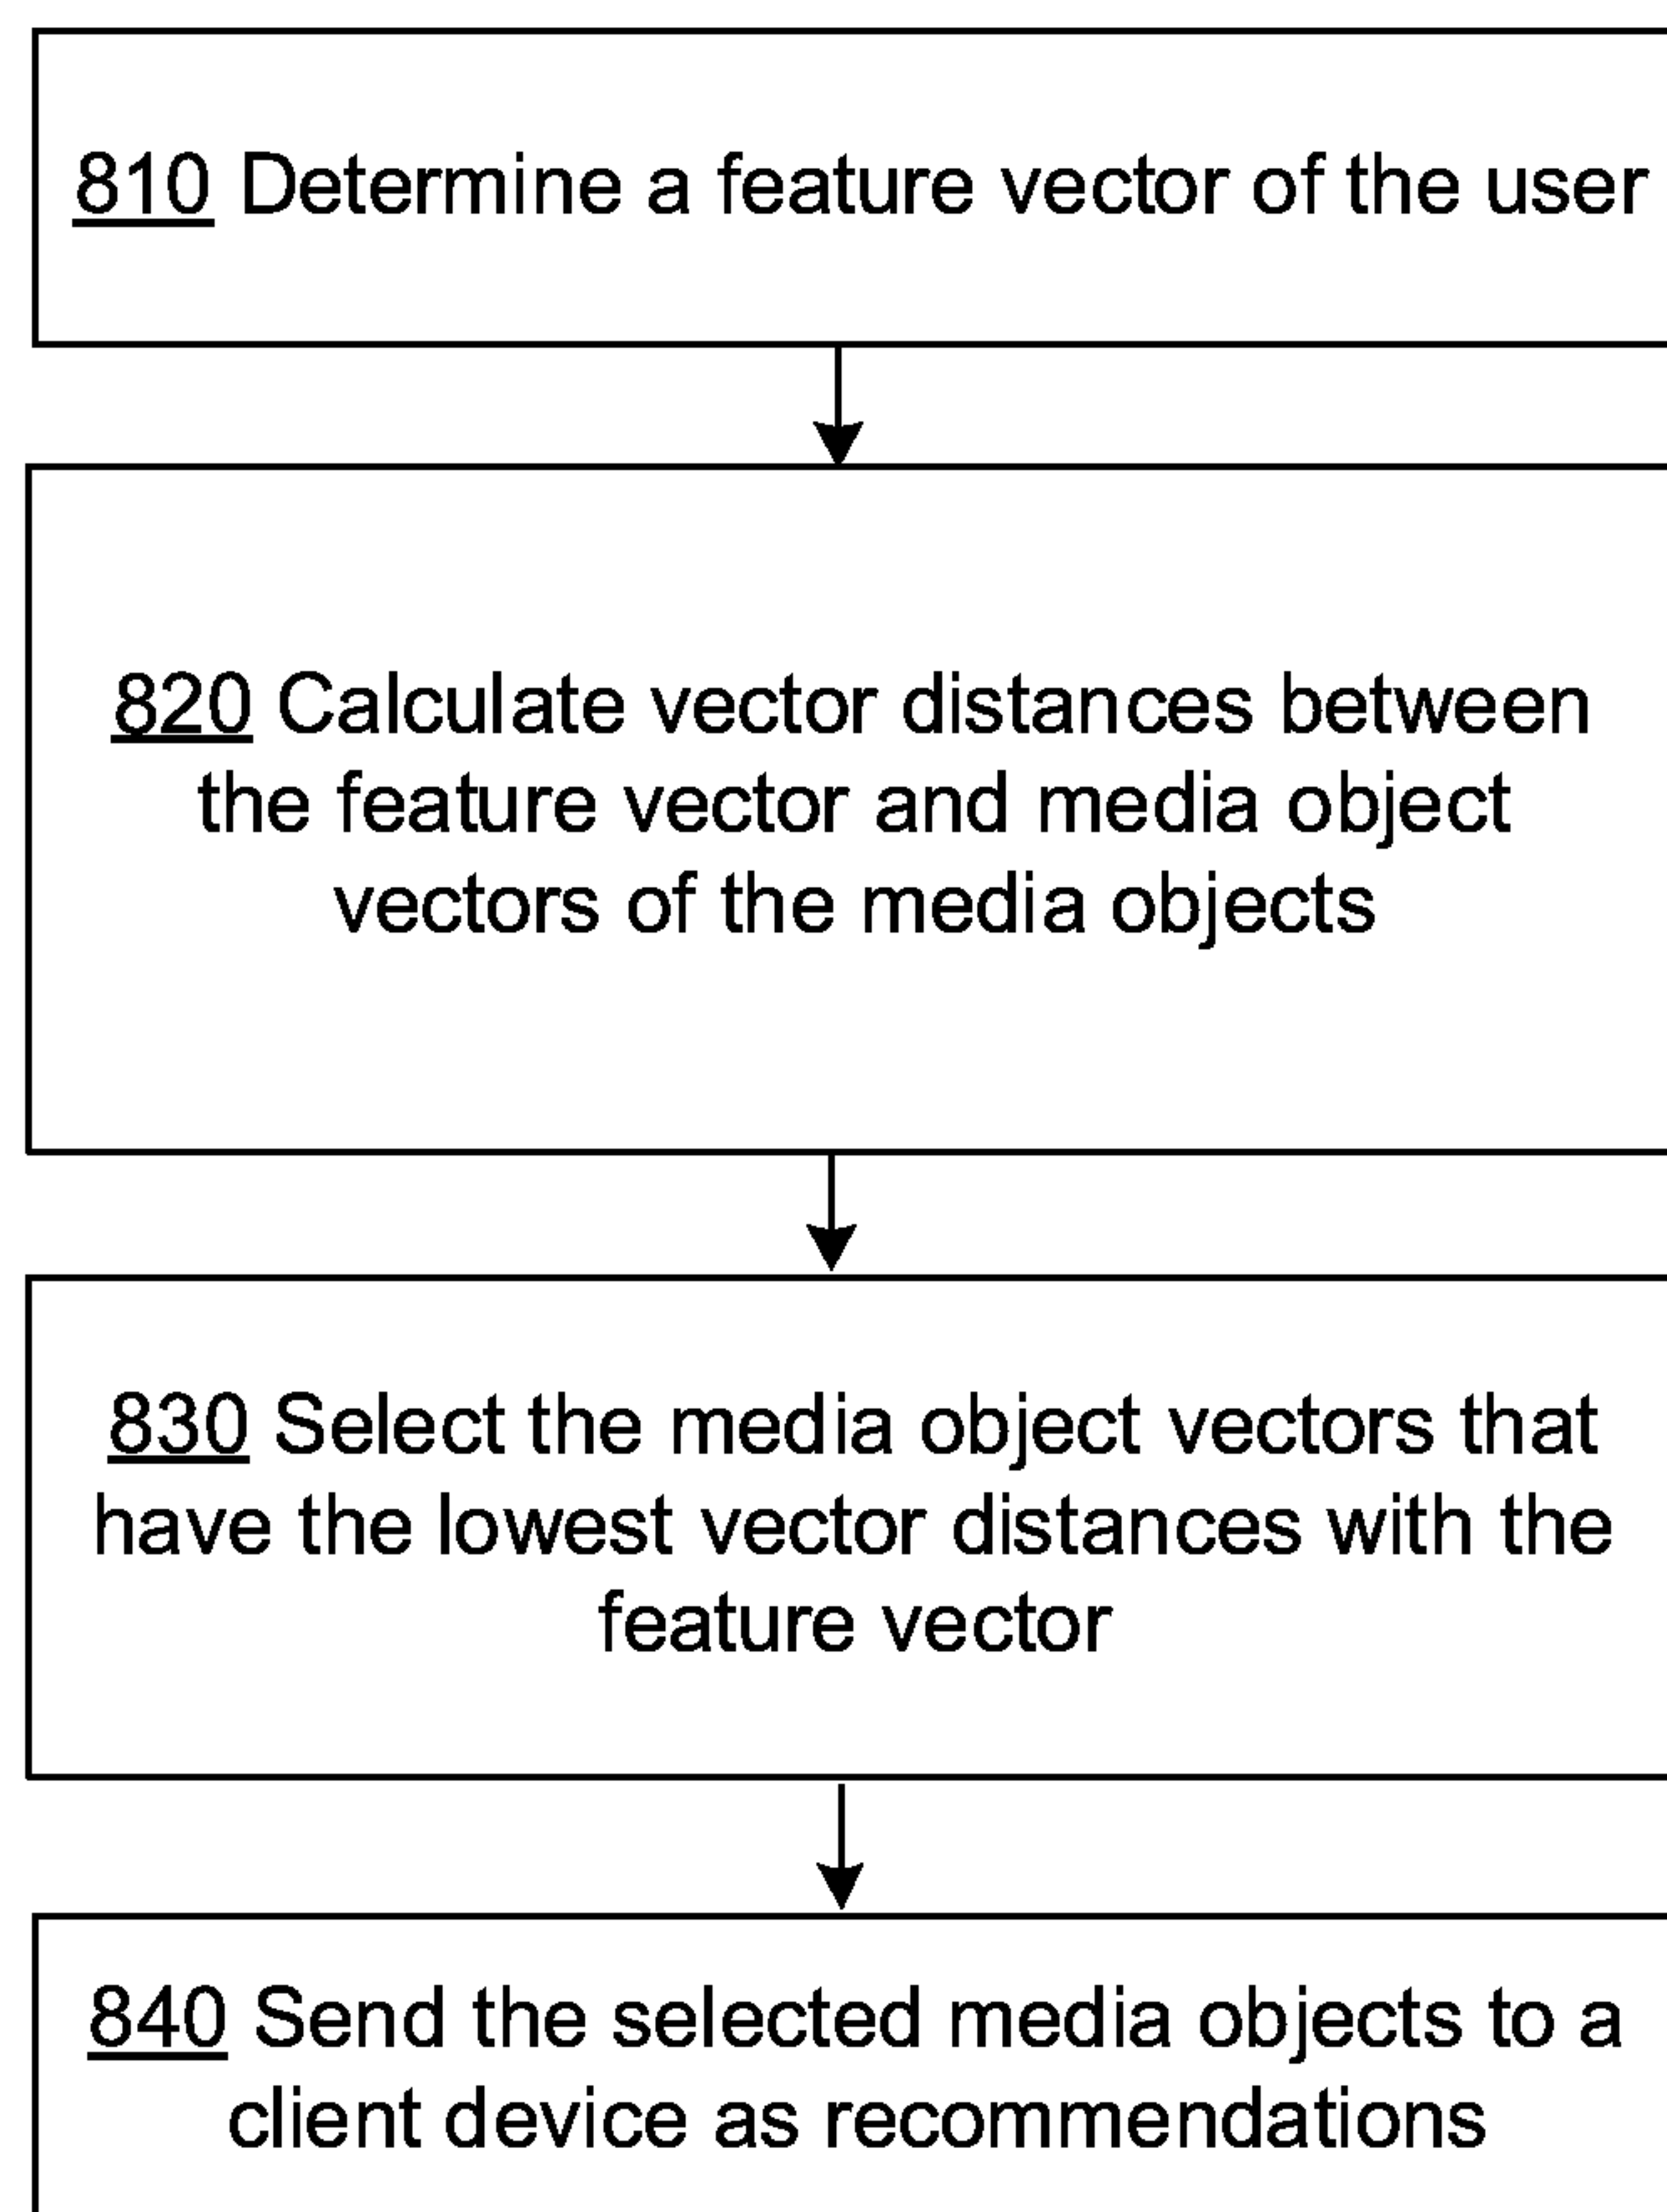 810 Determine a feature vector of the user
820 Calculate vector distances between
the feature vector and media object
vectors of the media objects
830 Select the media object vectors that
have the lowest vector distances with the
feature vector
840 Send the selected media objects to a
client device as recommendations